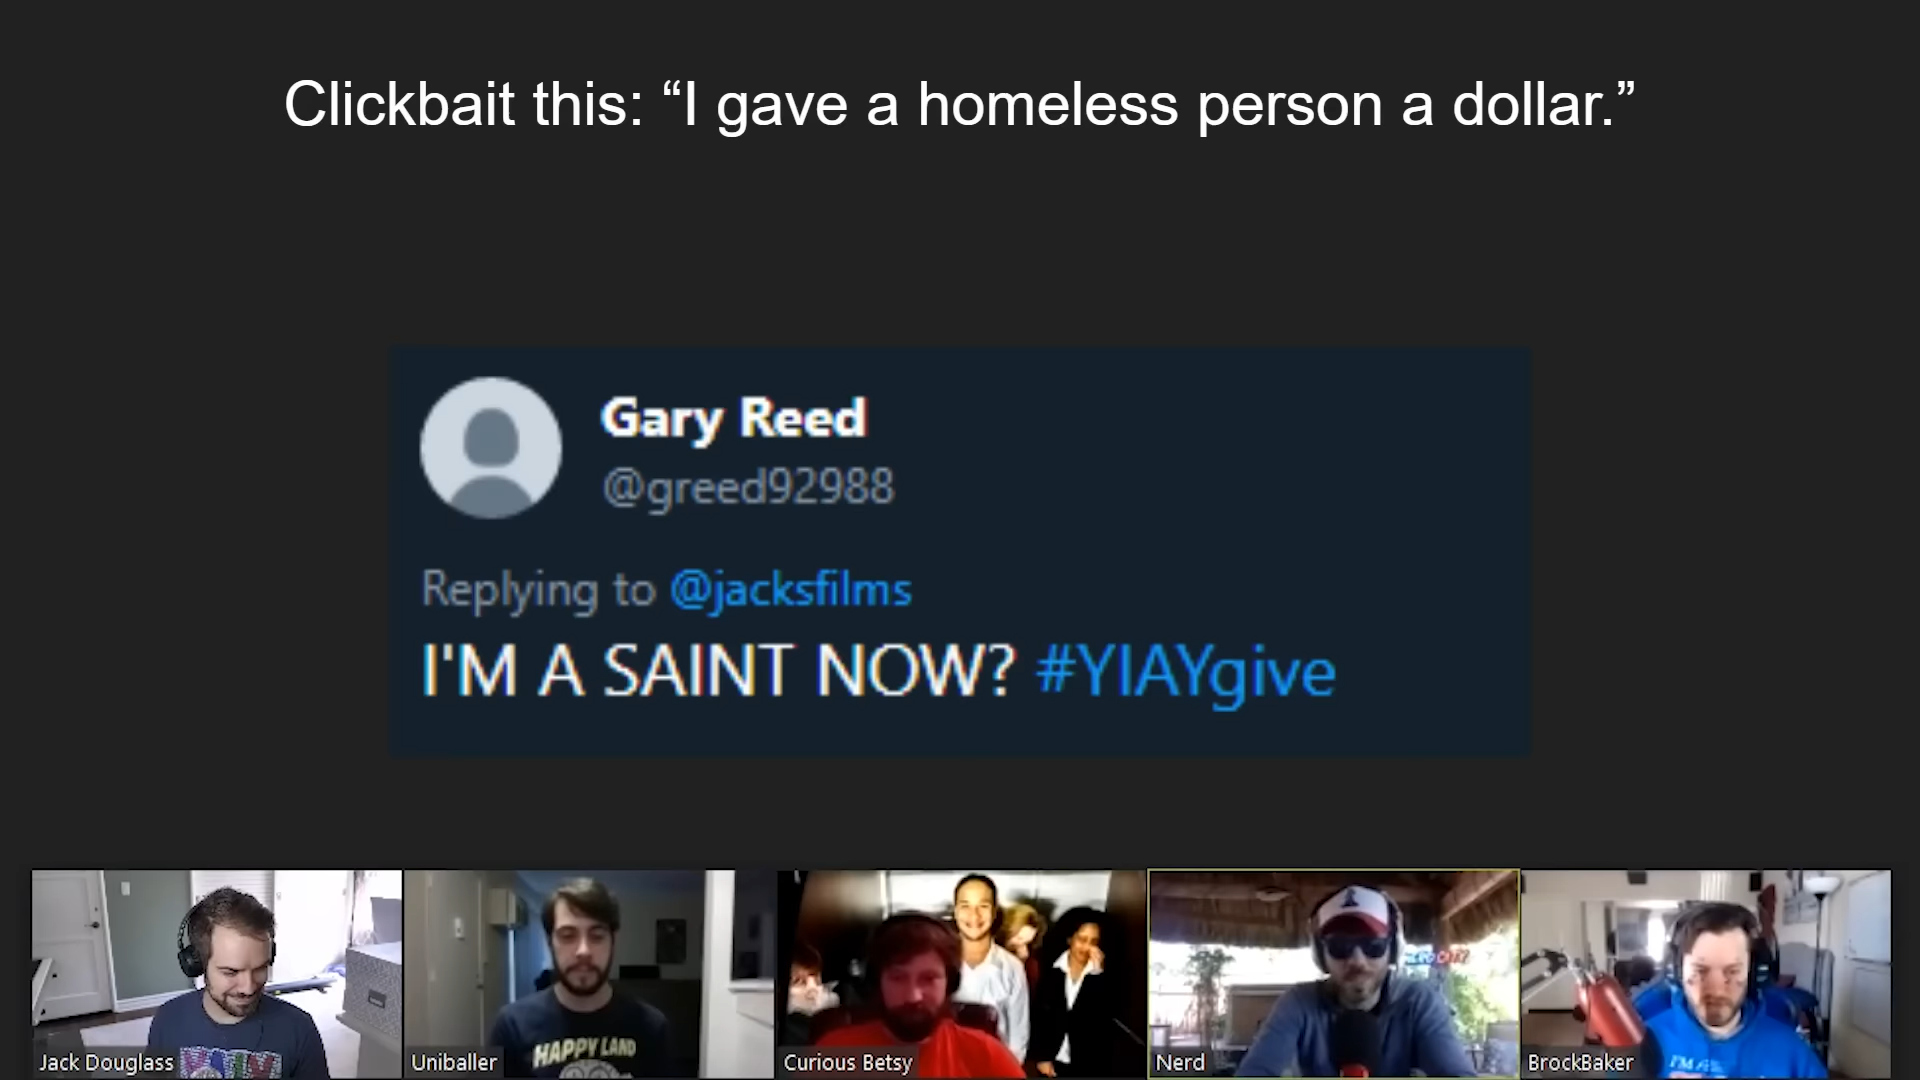 Clickbait this: “I gave a homeless person a dollar.”
Gary Reed
@greed92988
Replying to @jacksfilms
I'M A SAINT NOW? #YIAYgive
HAPPY LAND
I'M A
Jack Douglass
Uniballer
Curious Betsy
Nerd
BrockBaker